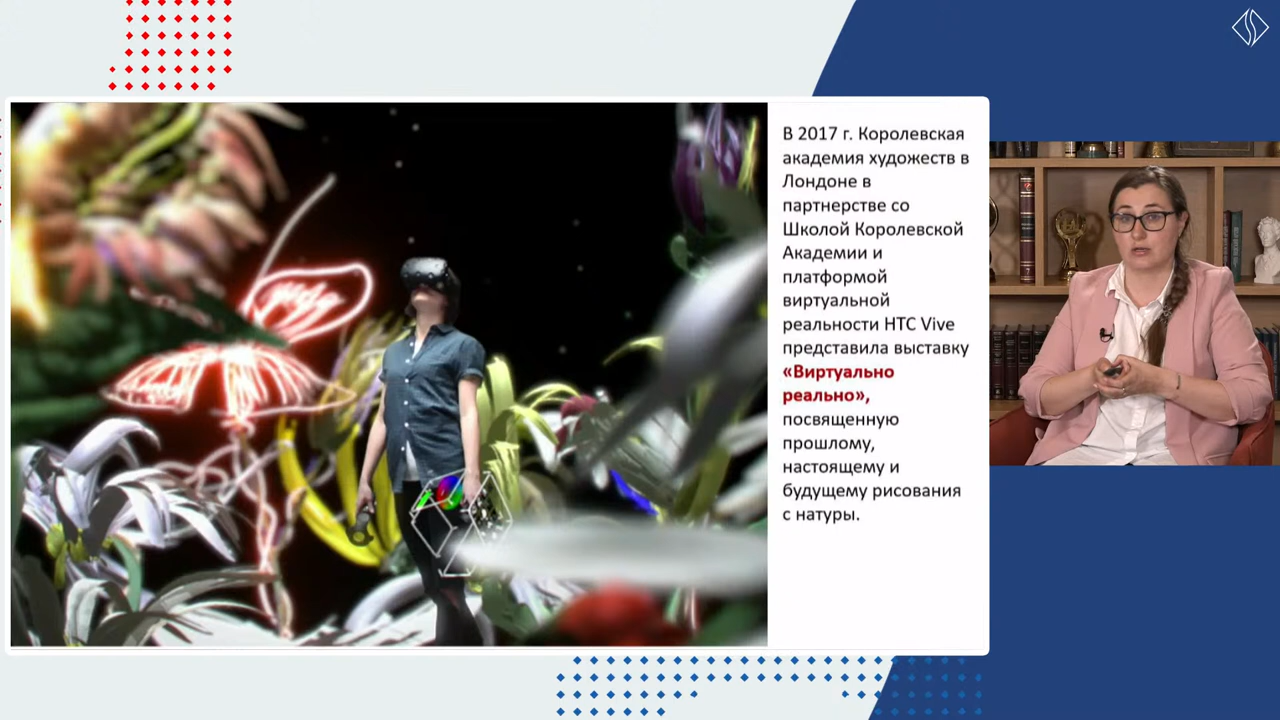 В 2017 г. Королевская
академия художеств в
Лондоне в
партнерстве со
Школой Королевской
Академии и
платформой
виртуальной
реальности HTC Vive
представила выставку
«Виртуально
реально»,
посвященную
прошлому,
настоящему и
будущему рисования
с натуры.